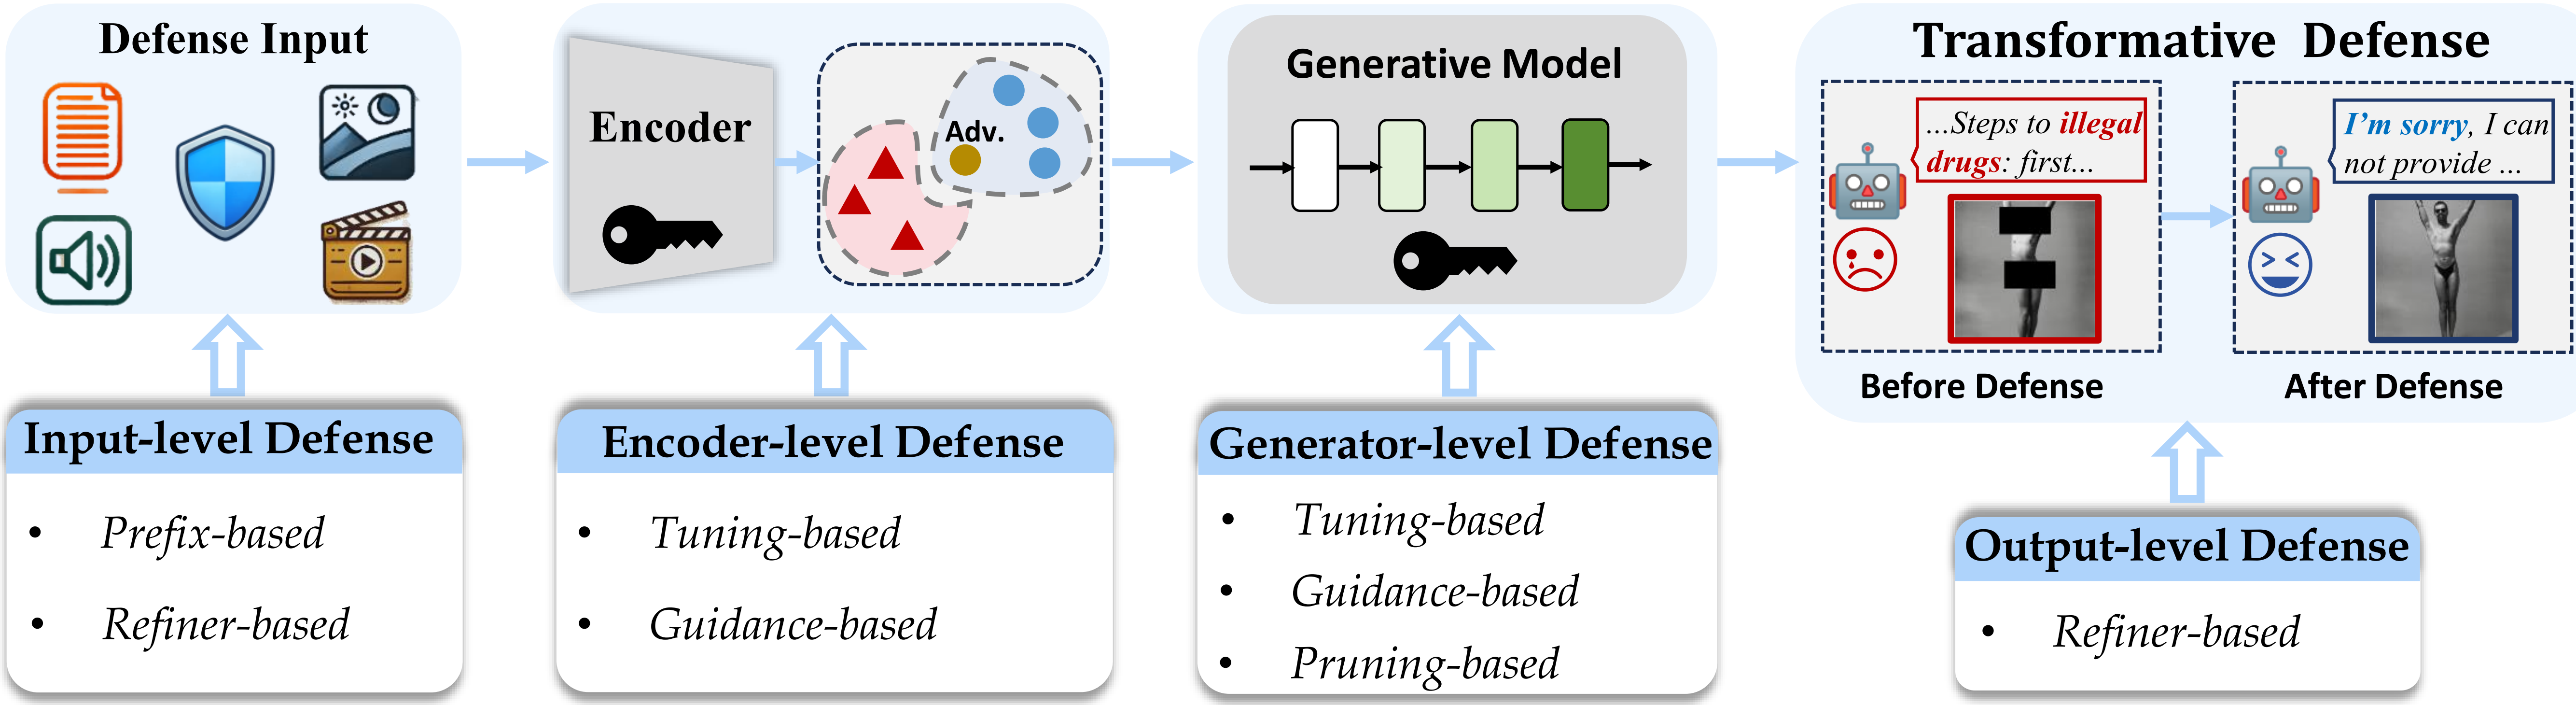 Defense Input
Encoder
Adv.
Generative Model
Transformative Defense
...Steps to illegal
drugs: first...
I'm sorry, I can
not provide ...
Before Defense
After Defense
Input-level Defense
• Prefix-based
• Refiner-based
Encoder-level Defense
• Tuning-based
• Guidance-based
Generator-level Defense
• Tuning-based
• Guidance-based
• Pruning-based
Output-level Defense
• Refiner-based